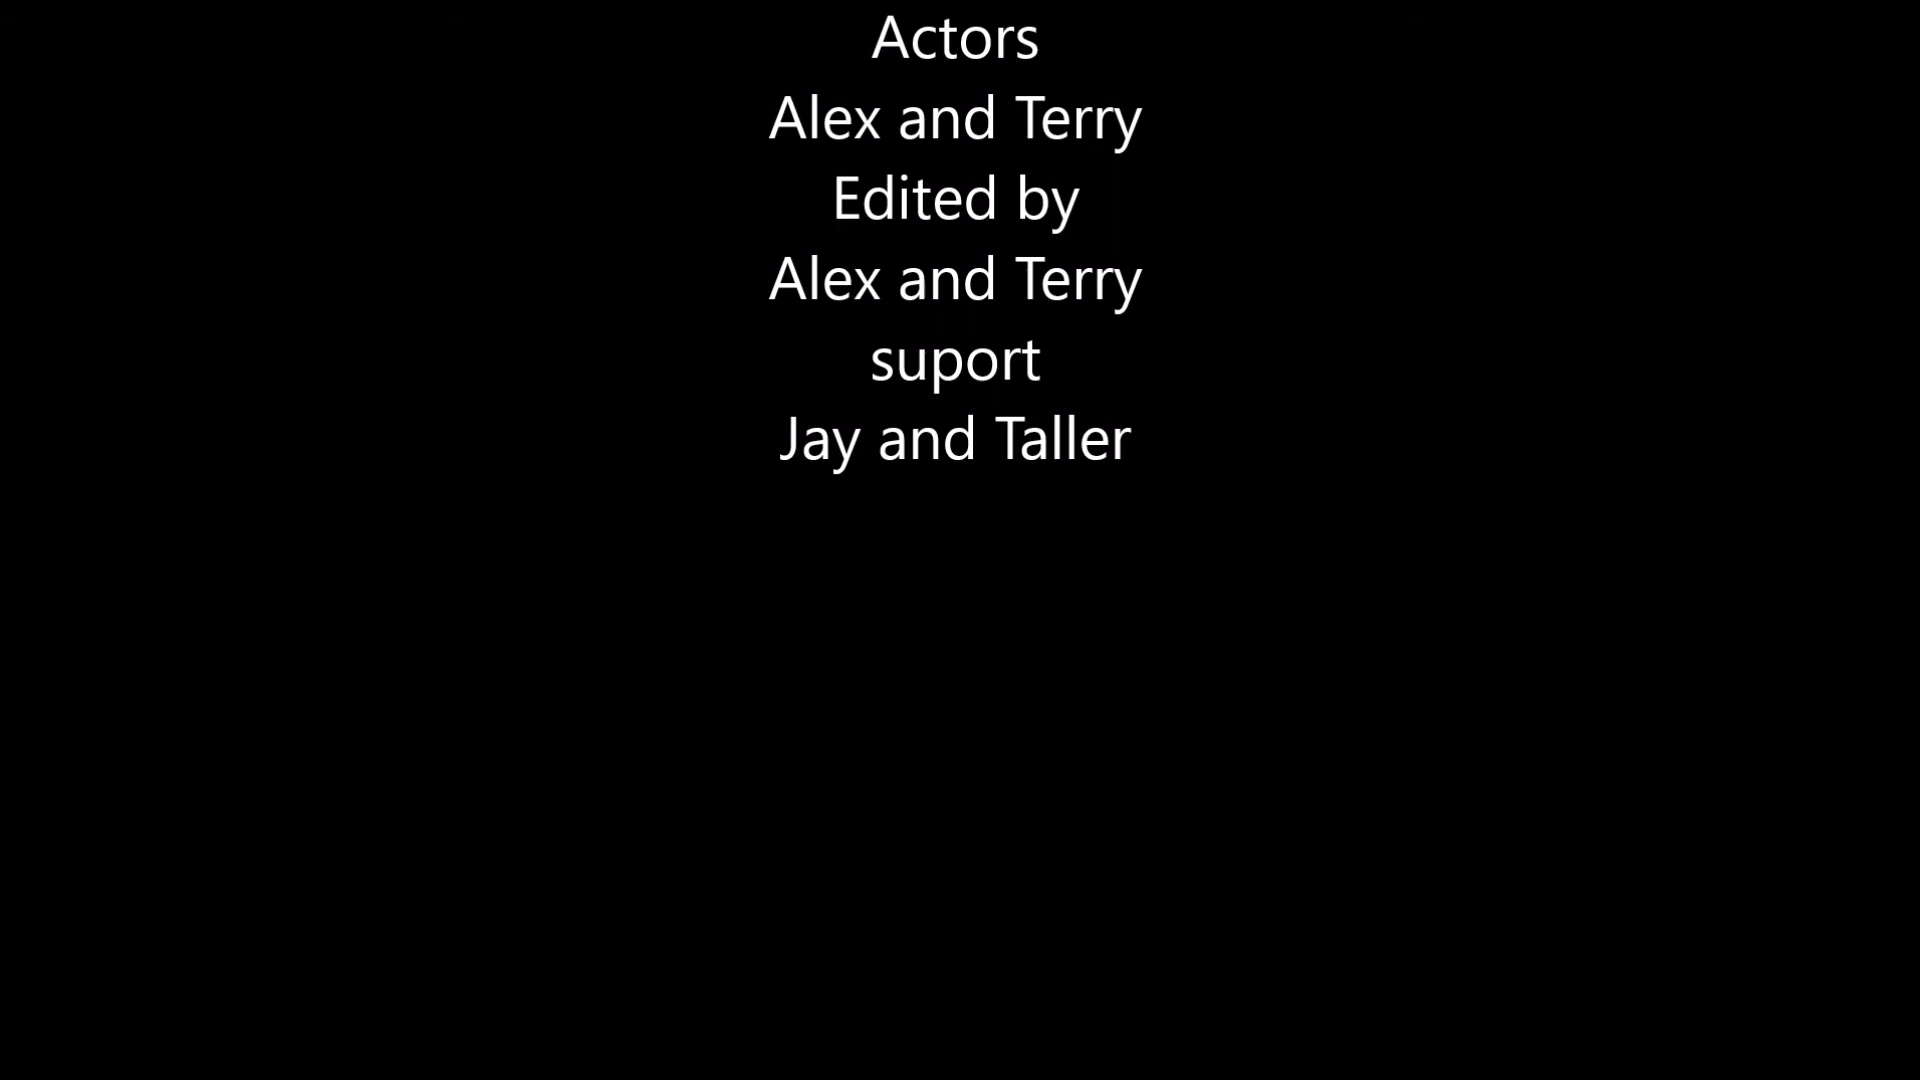 Actors
Alex and Terry
Edited by
Alex and Terry
suport
Jay and Taller